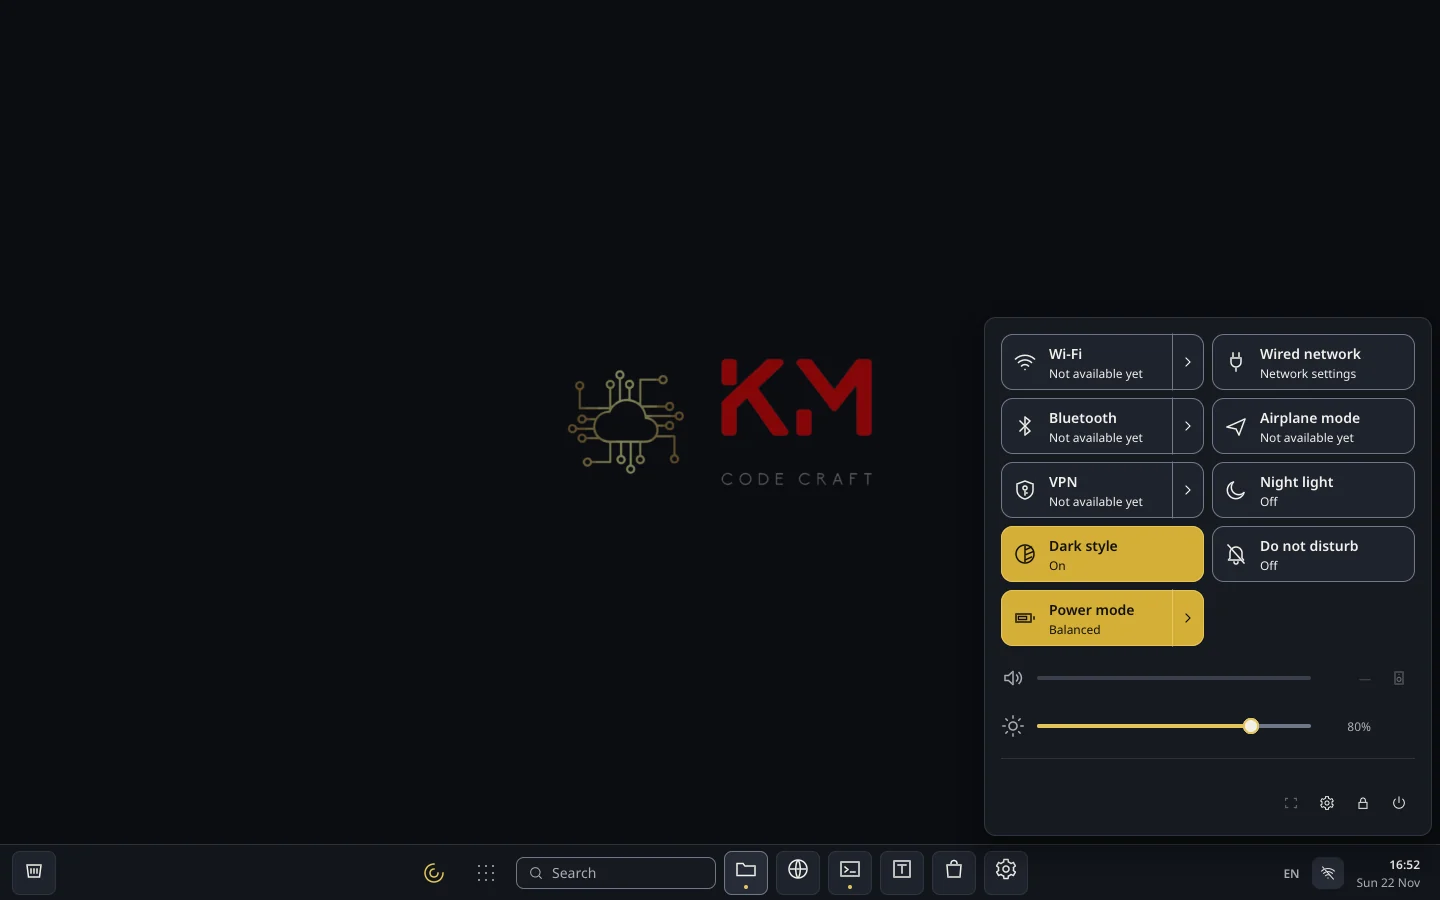 KM
CODE CRAFT
Wi-Fi
Not available yet
Wired network
Network settings
Bluetooth
Not available yet
Airplane mode
Not available yet
VPN
Not available yet
Night light
Off
Dark style
On
Do not disturb
Off
Power mode
Balanced
—
80%
Search
EN
16:52
Sun 22 Nov